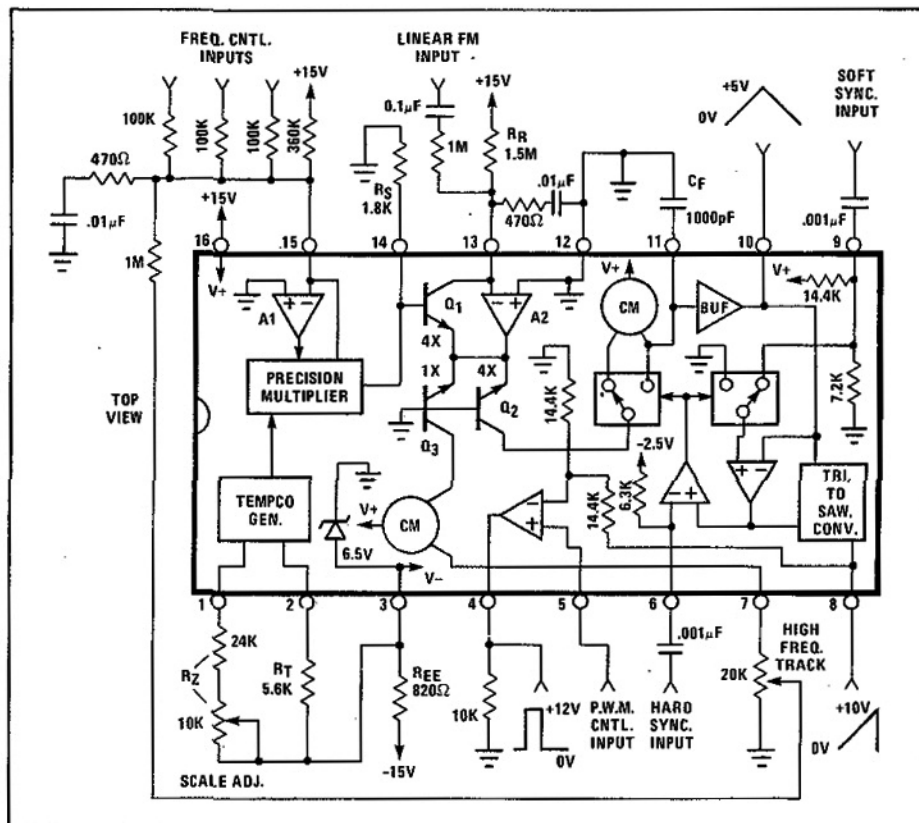 FREQ. CNTL.
INPUTS
LINEAR FM
INPUT
SOFT
SYNC.
INPUT
+15V
+15V
+5V
0V
100K
100K
100K
360K
0.1μF
1M
RR
1.5M
470Ω
.01μF
+15V
1M
RS
1.8K
470Ω
.01μF
CF
1000pF
.001μF
16
.15
14
13
12
11
10
9
V+
A1
Q1
4X
A2
V+
CM
BUF
V+
14.4K
1X
4X
Q2
Q3
PRECISION
MULTIPLIER
14.4K
7.2K
TOP
VIEW
TEMPCO
GEN.
V+
CM
6.5V
V-
-2.5V
6.3K
14.4K
TRI.
TO
SAW.
CONV.
1
2
3
4
5
6
7
8
24K
RZ
10K
RT
5.6K
REE
820Ω
-15V
10K
+12V
0V
P.W.M.
CNTL.
INPUT
.001μF
HARD
SYNC.
INPUT
HIGH
FREQ.
TRACK
20K
+10V
0V
SCALE ADJ.